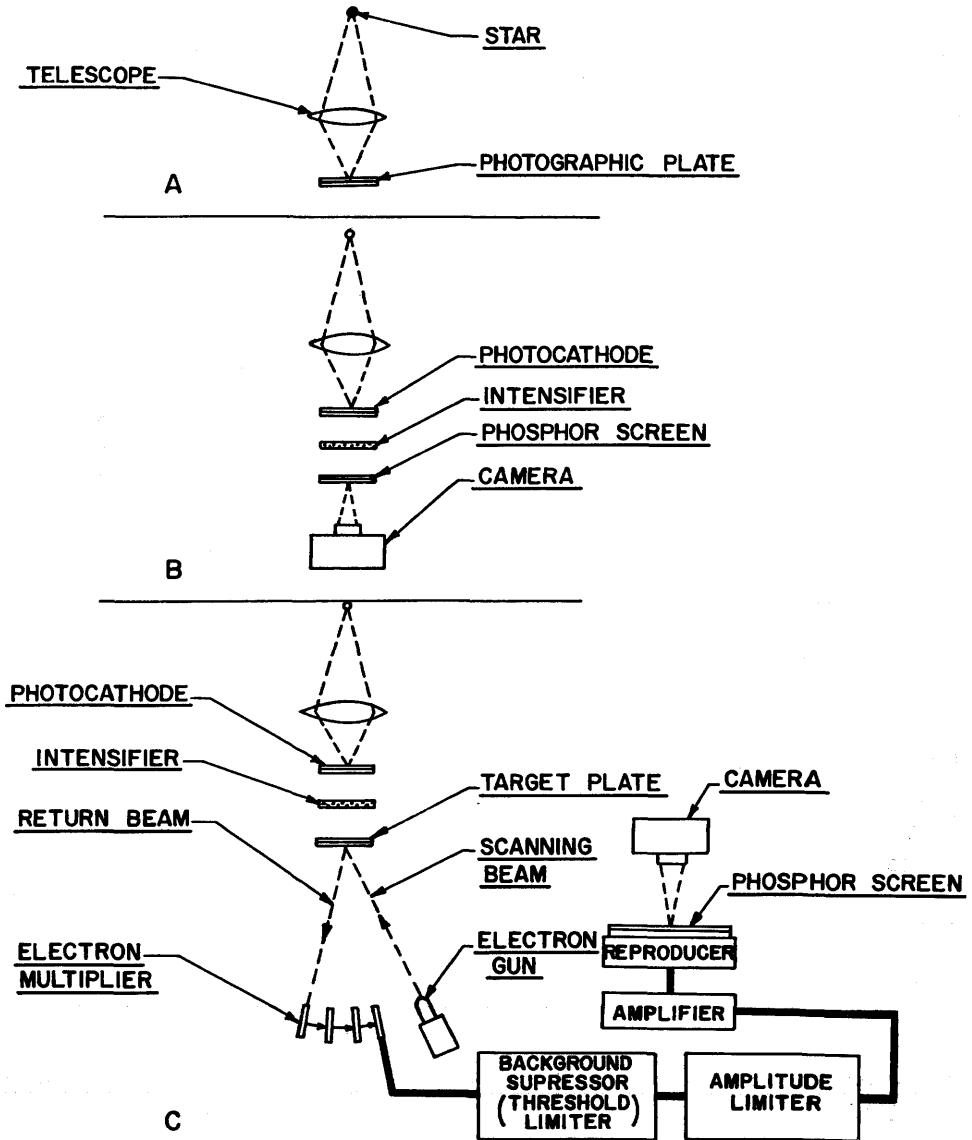 STAR
TELESCOPE
PHOTOGRAPHIC PLATE
A
PHOTOCATHODE
INTENSIFIER
PHOSPHOR SCREEN
CAMERA
B
PHOTOCATHODE
INTENSIFIER
RETURN BEAM
TARGET PLATE
SCANNING
BEAM
ELECTRON
MULTIPLIER
ELECTRON
GUN
CAMERA
PHOSPHOR SCREEN
REPRODUCER
AMPLIFIER
BACKGROUND
SUPRESSOR
(THRESHOLD)
LIMITER
AMPLITUDE
LIMITER
C